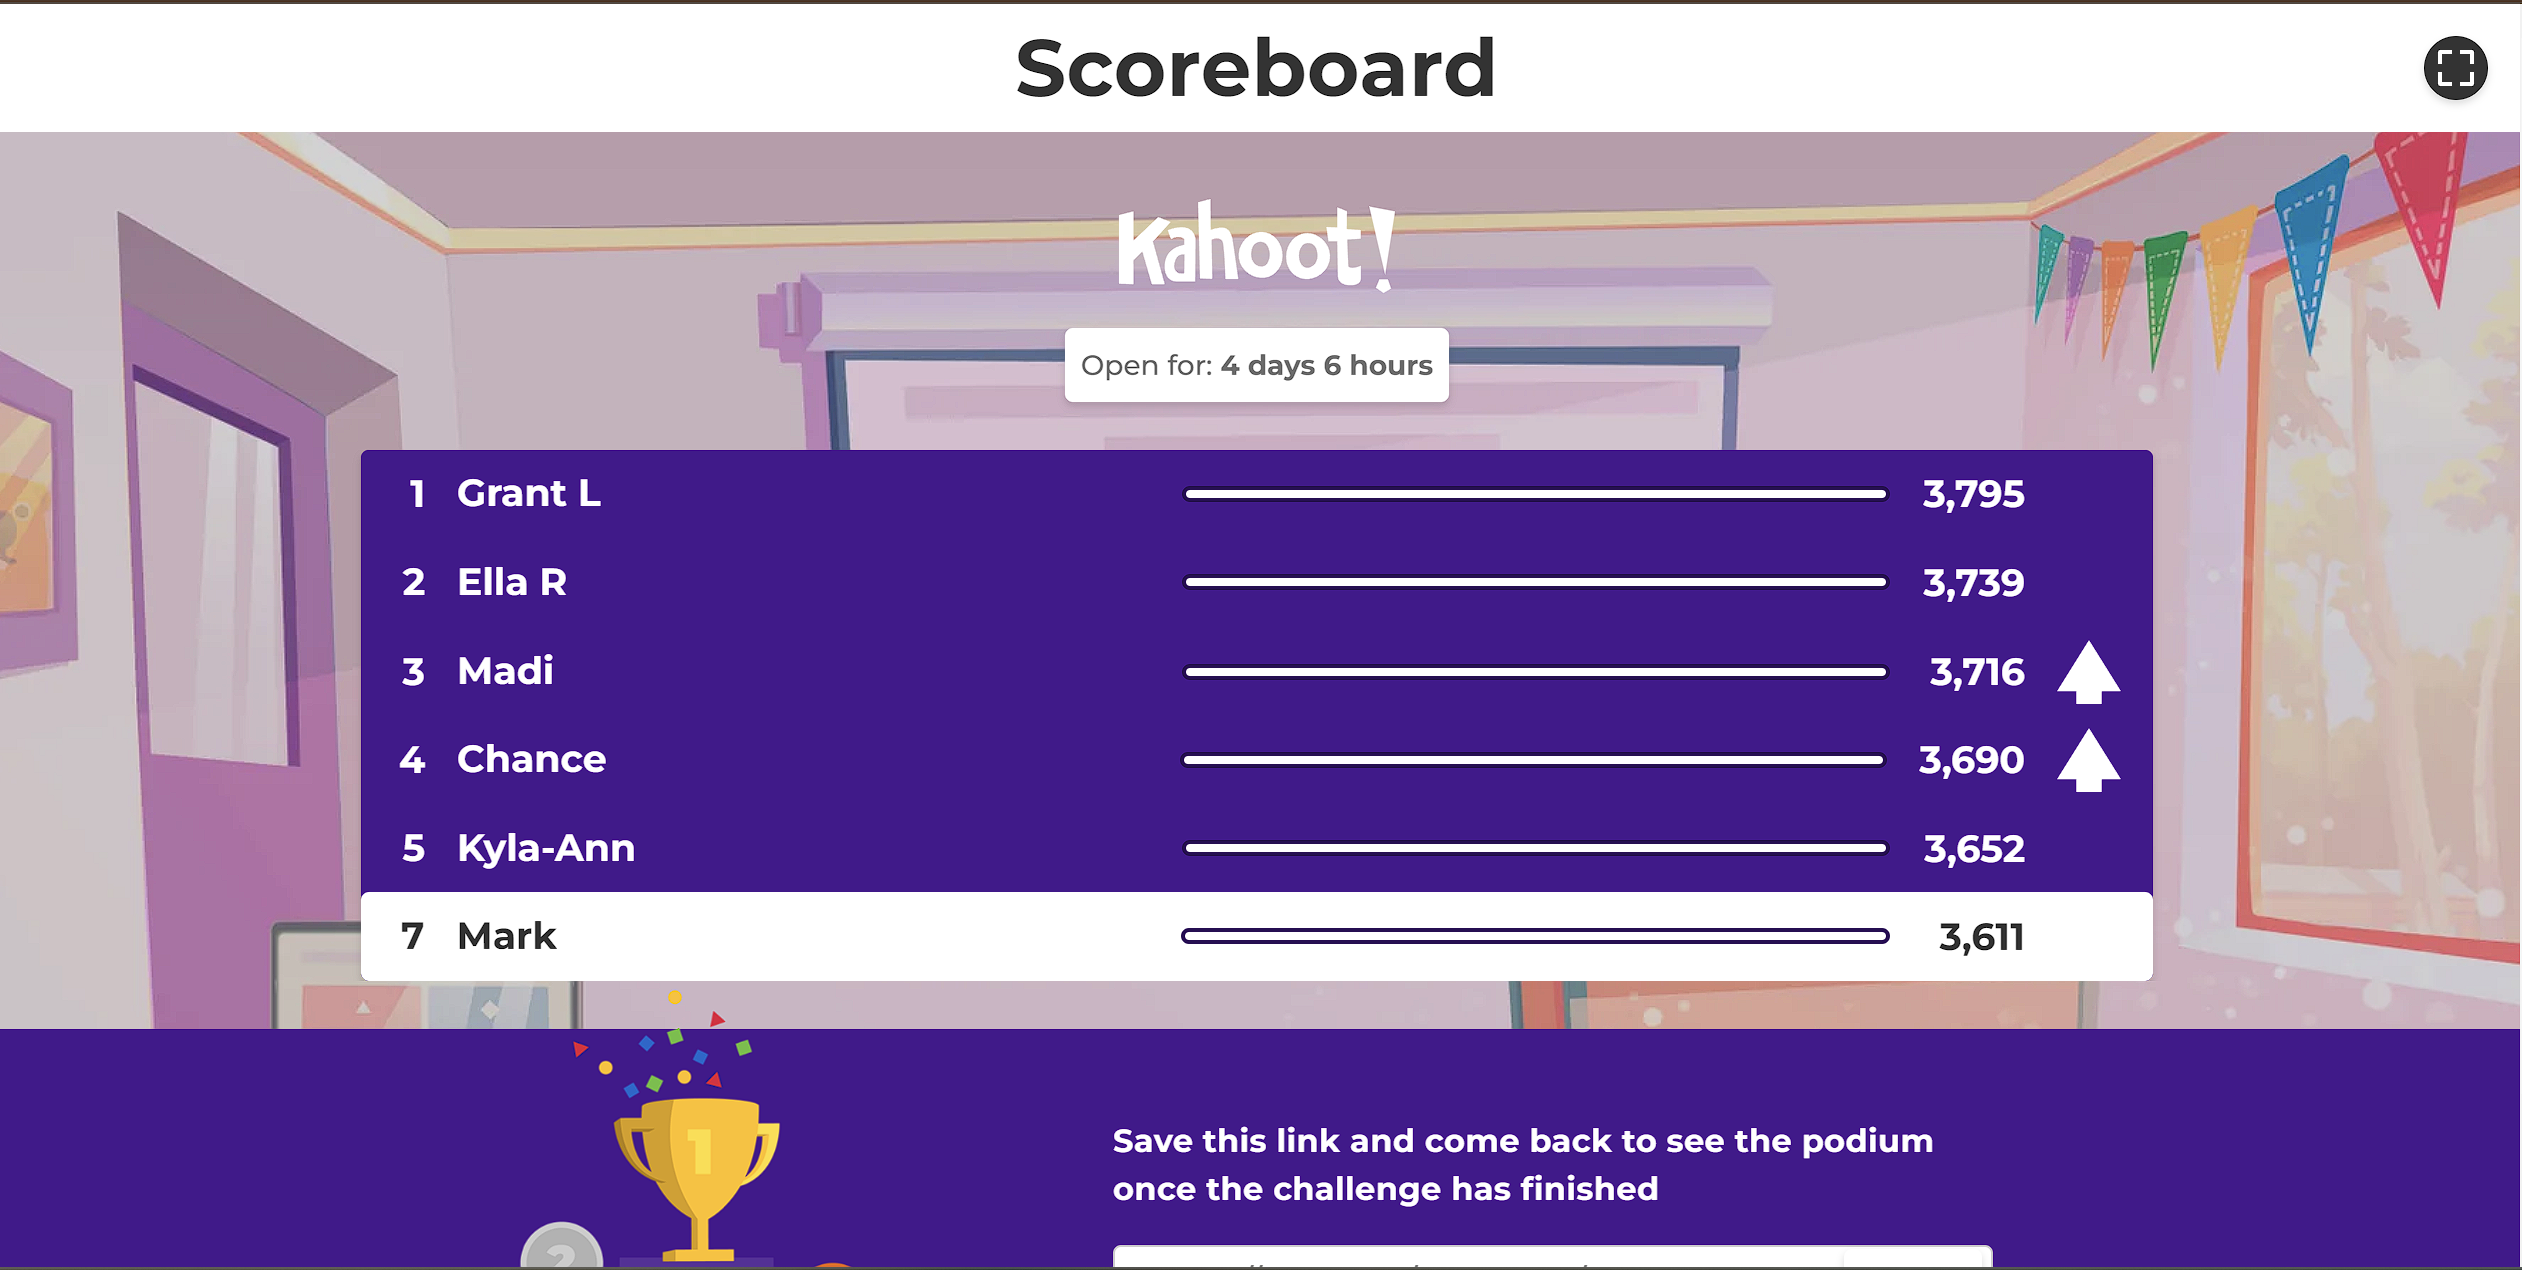 Scoreboard
Kahoot!
Open for: 4 days 6 hours
1 Grant L 3,795
2 Ella R 3,739
3 Madi 3,716
4 Chance 3,690
5 Kyla-Ann 3,652
7 Mark 3,611
1
Save this link and come back to see the podium
once the challenge has finished
2